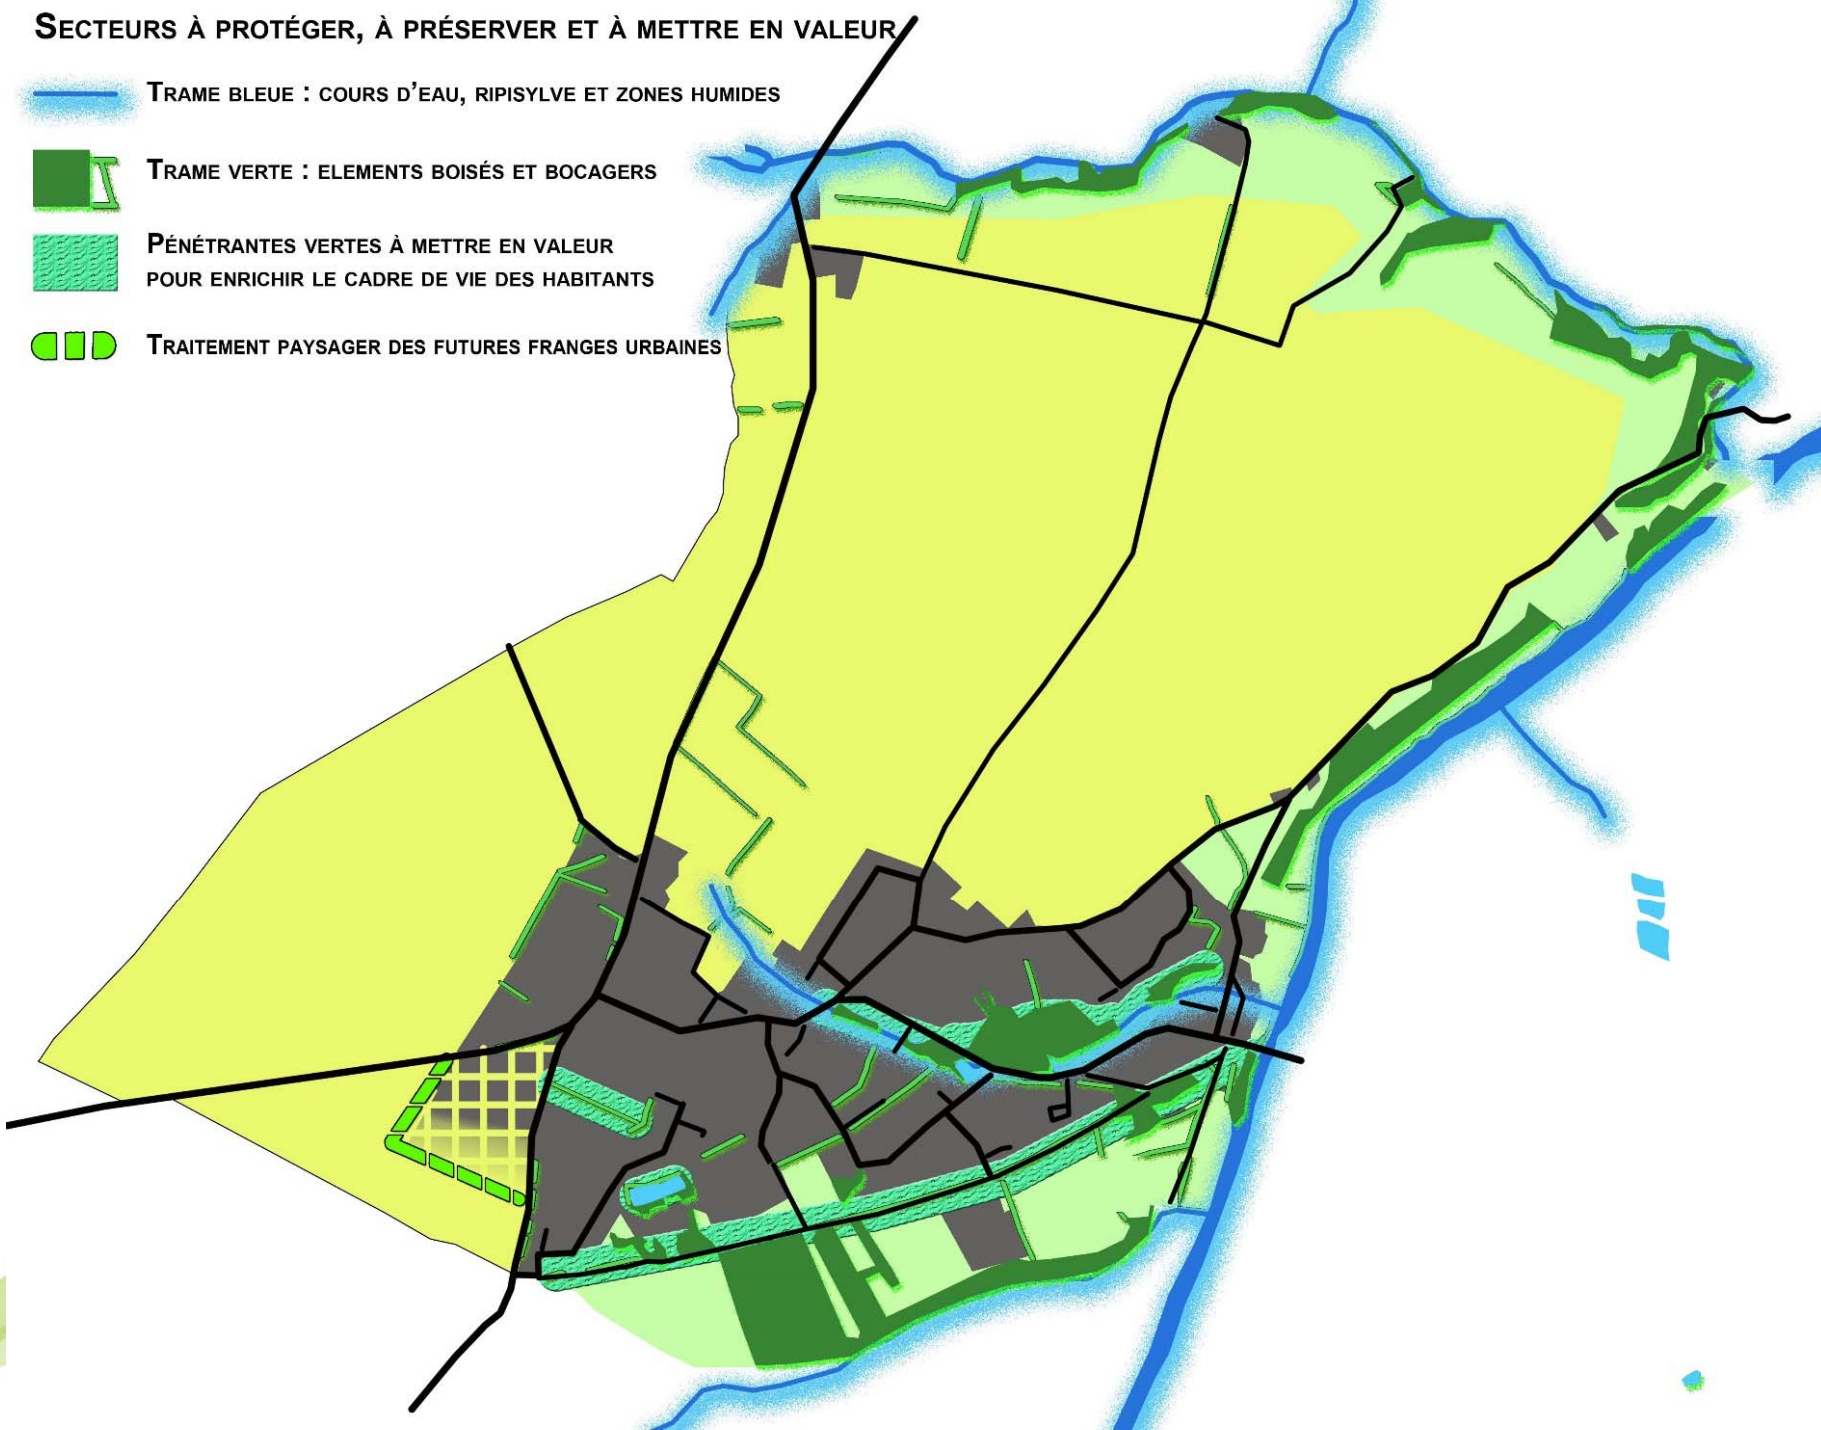 SECTEURS À PROTÉGER, À PRÉSERVER ET À METTRE EN VALEUR
TRAME BLEUE : COURS D'EAU, RIPISYLVE ET ZONES HUMIDES
TRAME VERTE : ELEMENTS BOISÉS ET BOCAGERS
PÉNÉTRANTES VERTES À METTRE EN VALEUR
POUR ENRICHIR LE CADRE DE VIE DES HABITANTS
TRAITEMENT PAYSAGER DES FUTURES FRANGES URBAINES